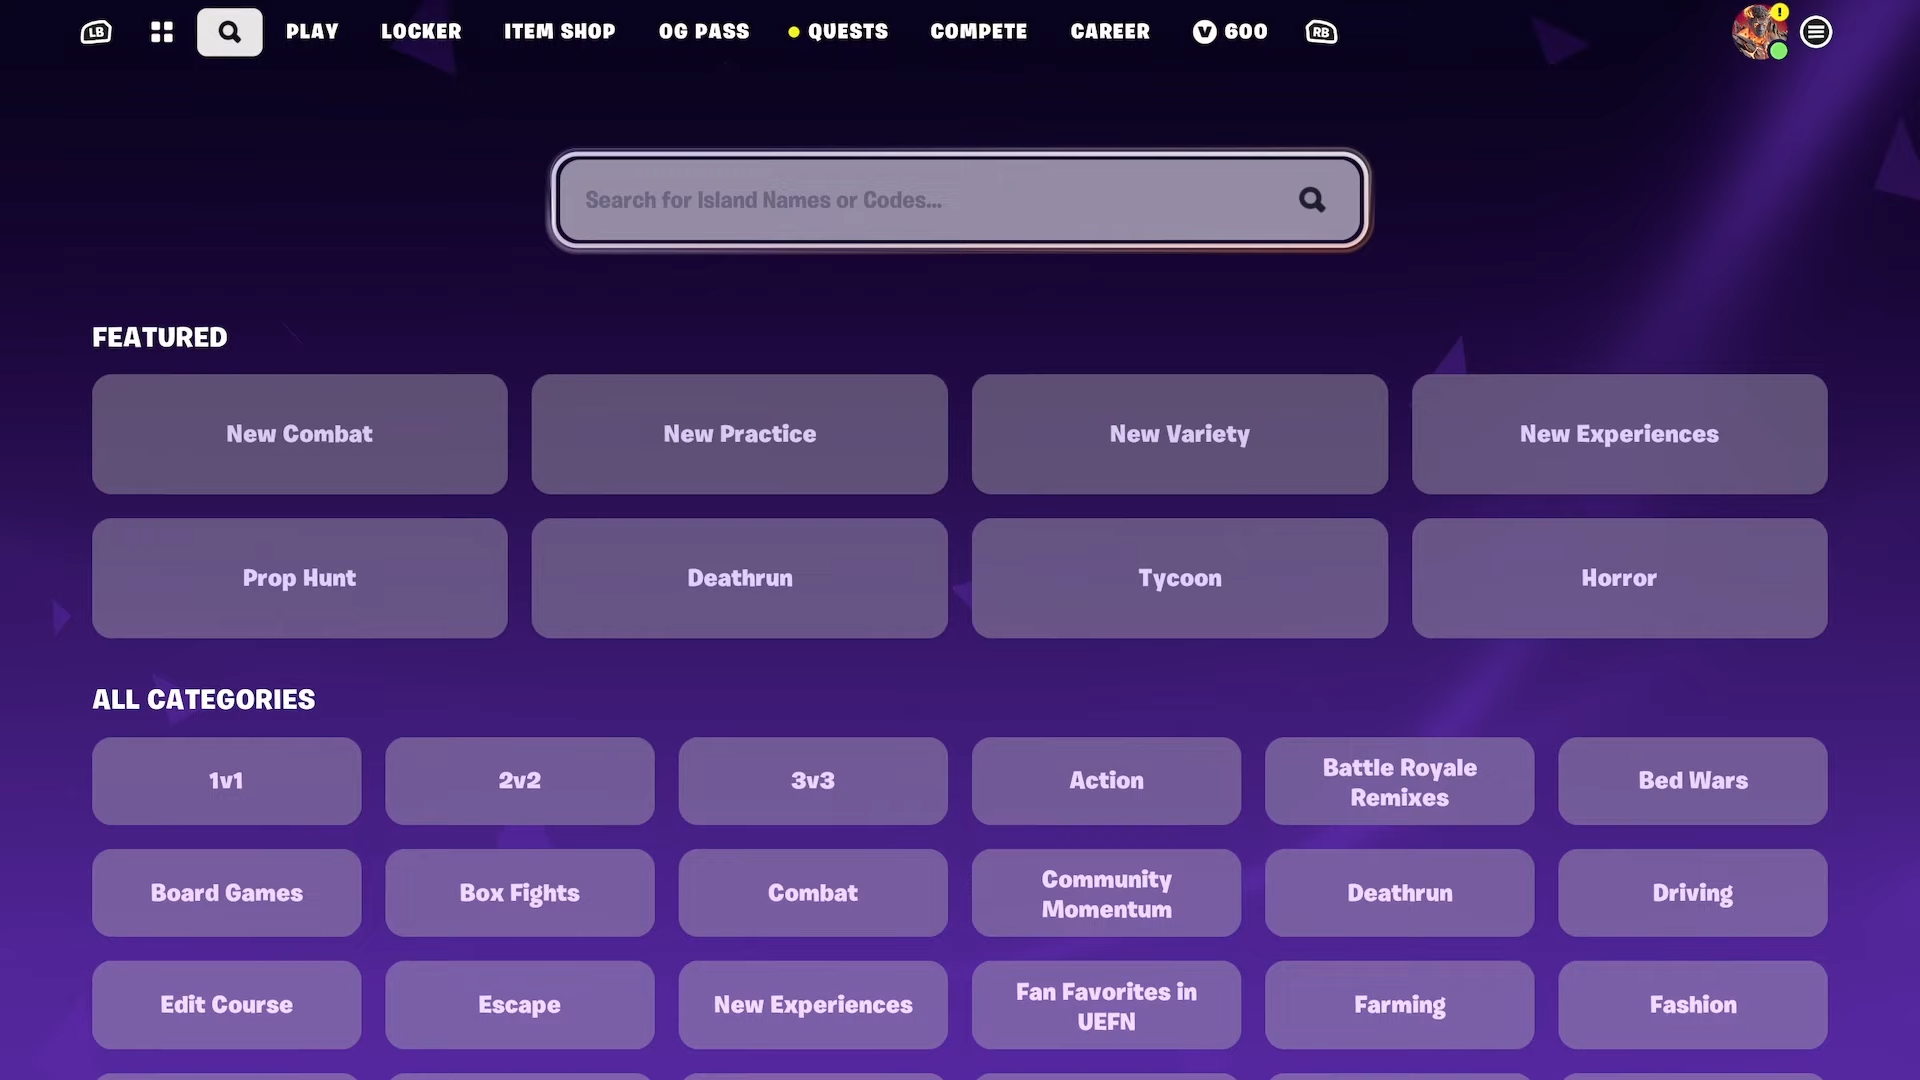 LB
PLAY
LOCKER
ITEM SHOP
OG PASS
QUESTS
COMPETE
CAREER
V 600
RB
!
Search for Island Names or Codes...
FEATURED
New Combat
New Practice
New Variety
New Experiences
Prop Hunt
Deathrun
Tycoon
Horror
ALL CATEGORIES
1v1
2v2
3v3
Action
Battle Royale
Remixes
Bed Wars
Board Games
Box Fights
Combat
Community
Momentum
Deathrun
Driving
Edit Course
Escape
New Experiences
Fan Favorites in
UEFN
Farming
Fashion